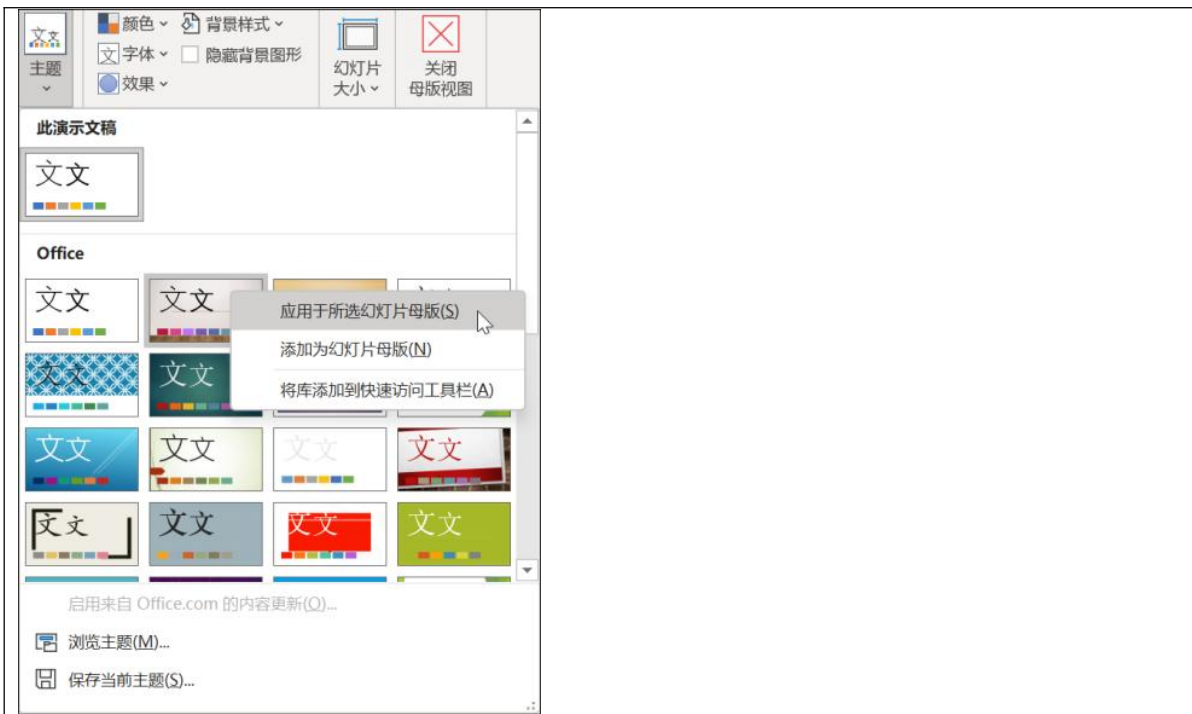 颜色 背景样式
字体 隐藏背景图形
效果
主题
幻灯片
大小
关闭
母版视图
此演示文稿
文文
Office
文文 文文
应用于所选幻灯片母版(S)
添加为幻灯片母版(N)
将库添加到快速访问工具栏(A)
文文 文文
文文 文文 文文 文文
文文 文文 文文 文文
启用来自 Office.com 的内容更新(O)...
浏览主题(M)...
保存当前主题(S)...